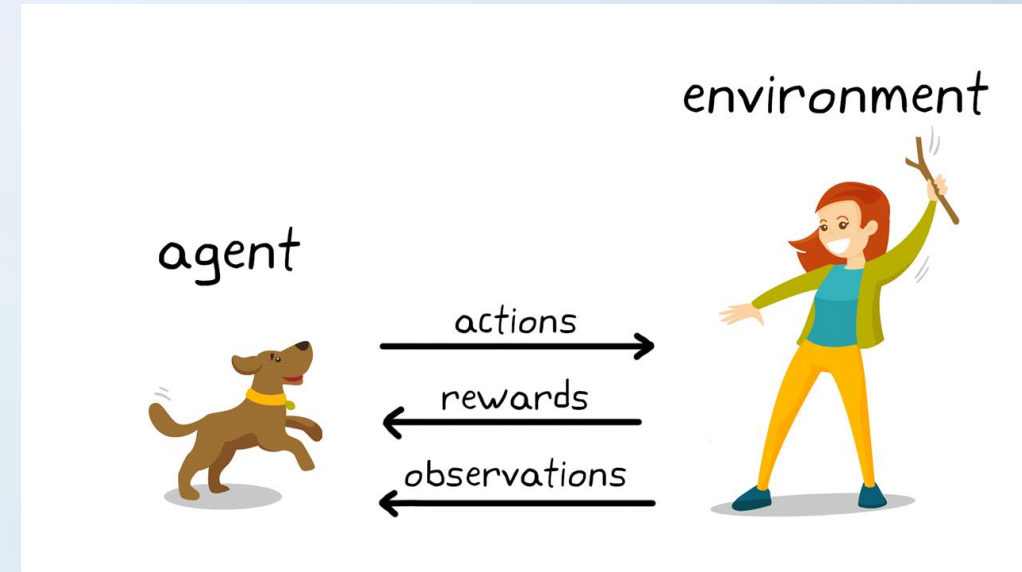 environment
agent
actions
rewards
observations